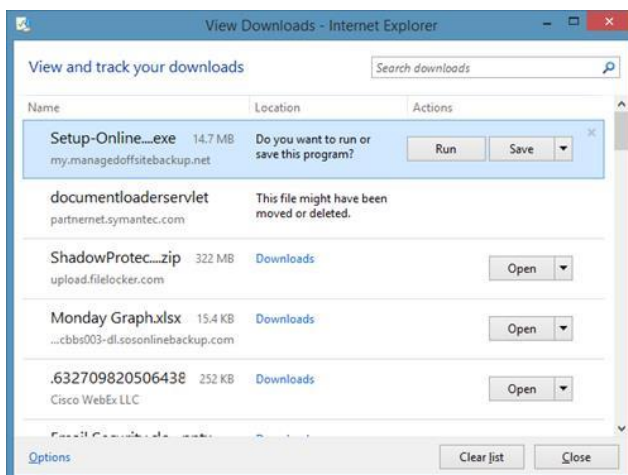 View Downloads - Internet Explorer
View and track your downloads
Search downloads
Name Location Actions
Setup-Online....exe 14.7 MB
my.managedoffsitebackup.net
Do you want to run or
save this program?
Run Save
documentloaderservlet
partnernet.symantec.com
This file might have been
moved or deleted.
ShadowProtec....zip 322 MB
upload.filelocker.com
Downloads
Open
Monday Graph.xlsx 15.4 KB
...cbbs003-dl.sosonlinebackup.com
Downloads
Open
.632709820506438 252 KB
Cisco WebEx LLC
Downloads
Open
Options
Clear list Close